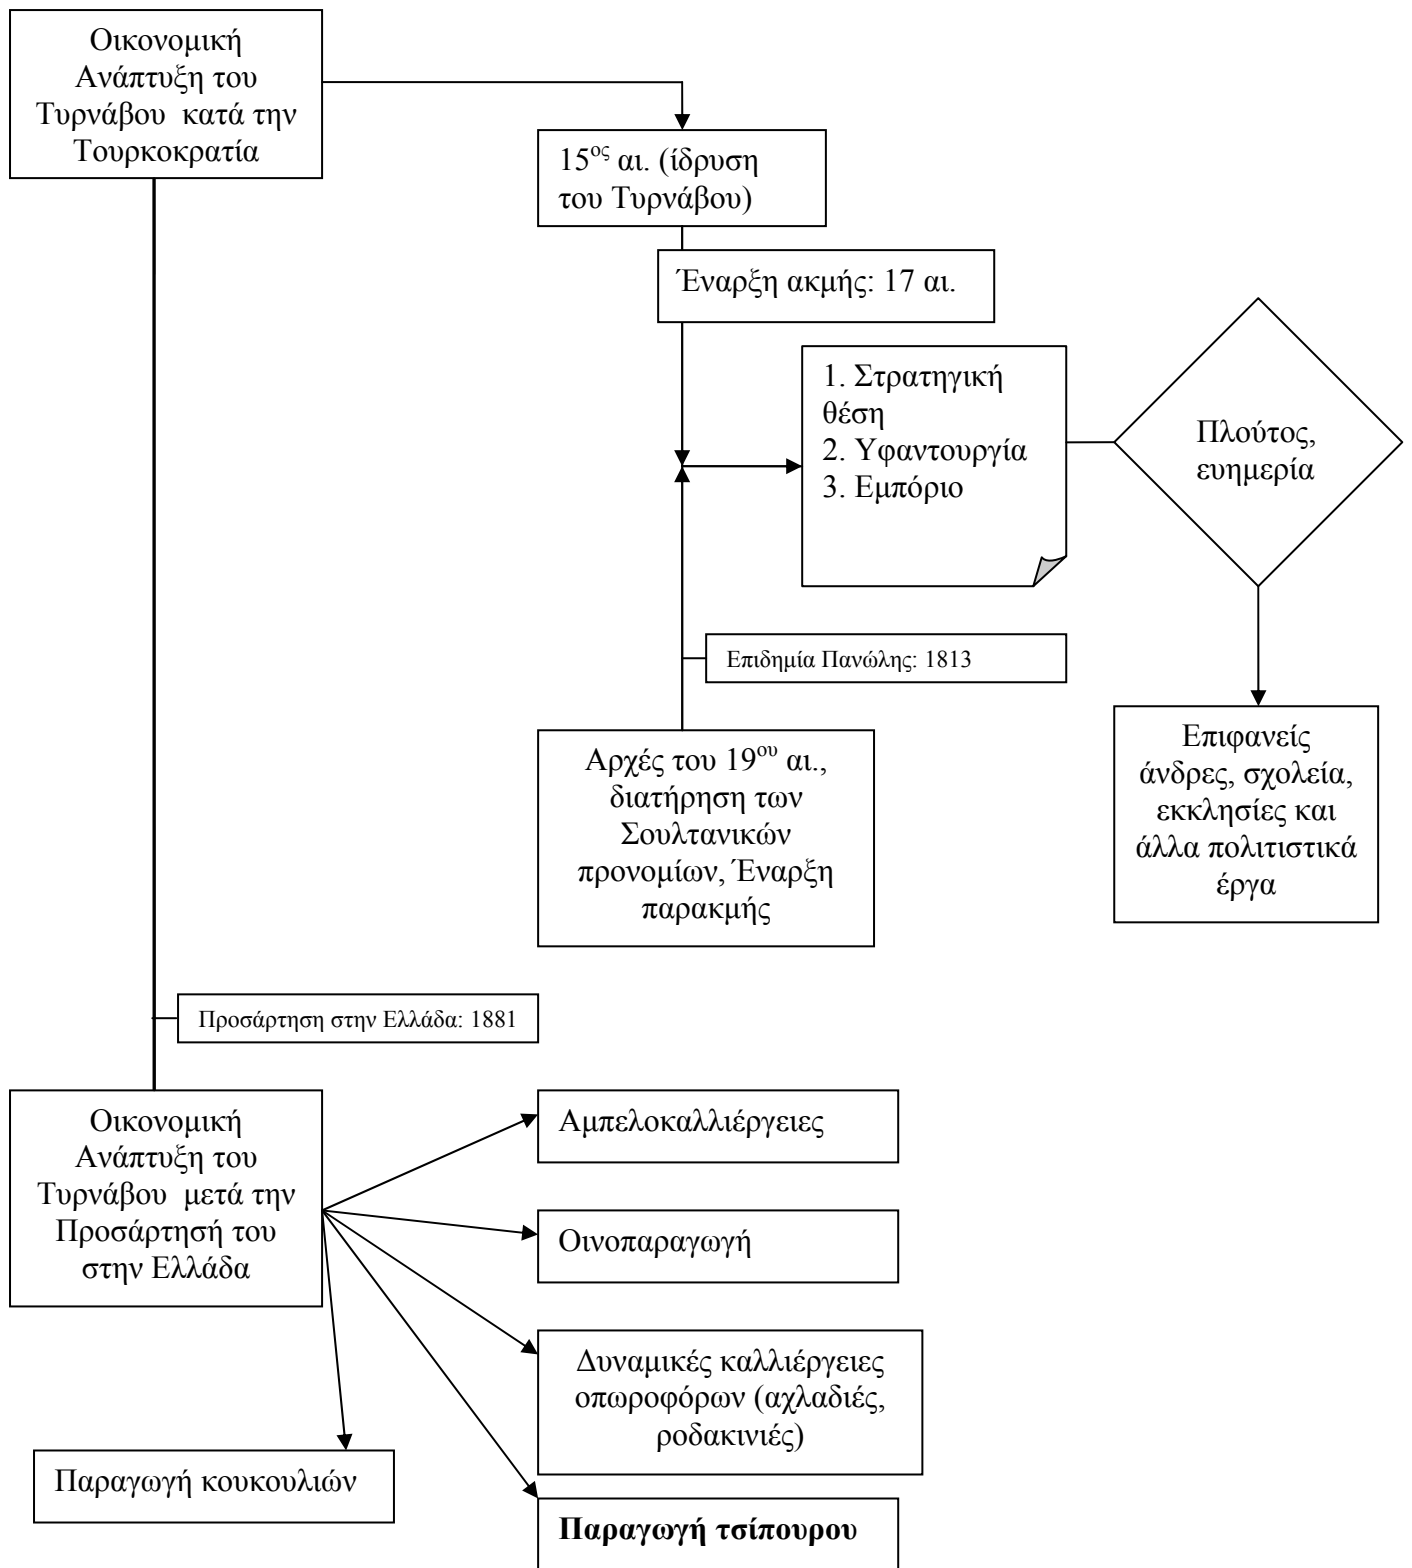 Οικονομική
Ανάπτυξη του
Τυρνάβου κατά την
Τουρκοκρατία
15ος αι. (ίδρυση
του Τυρνάβου)
Έναρξη ακμής: 17 αι.
1. Στρατηγική
θέση
2. Υφαντουργία
3. Εμπόριο
Πλούτος,
ευημερία
Επιδημία Πανώλης: 1813
Αρχές του 19ου αι.,
διατήρηση των
Σουλτανικών
προνομίων, Έναρξη
παρακμής
Επιφανείς
άνδρες, σχολεία,
εκκλησίες και
άλλα πολιτιστικά
έργα
Προσάρτηση στην Ελλάδα: 1881
Οικονομική
Ανάπτυξη του
Τυρνάβου μετά την
Προσάρτησή του
στην Ελλάδα
Αμπελοκαλλιέργειες
Οινοπαραγωγή
Δυναμικές καλλιέργειες
οπωροφόρων (αχλαδιές,
ροδακινιές)
Παραγωγή κουκουλιών
Παραγωγή τσίπουρου